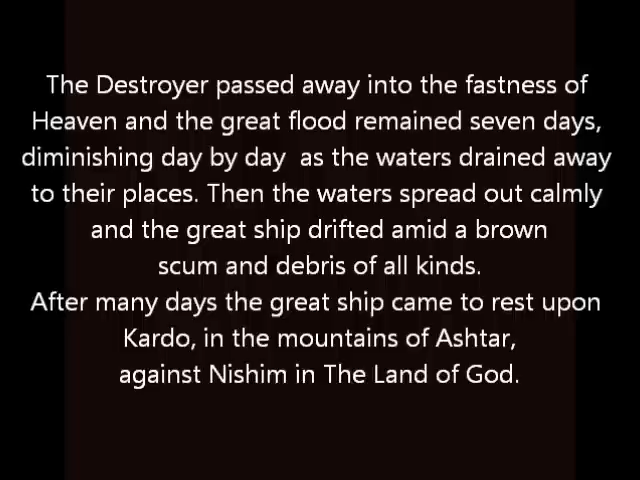 The Destroyer passed away into the fastness of
Heaven and the great flood remained seven days,
diminishing day by day  as the waters drained away
to their places. Then the waters spread out calmly
and the great ship drifted amid a brown
scum and debris of all kinds.
After many days the great ship came to rest upon
Kardo, in the mountains of Ashtar,
against Nishim in The Land of God.